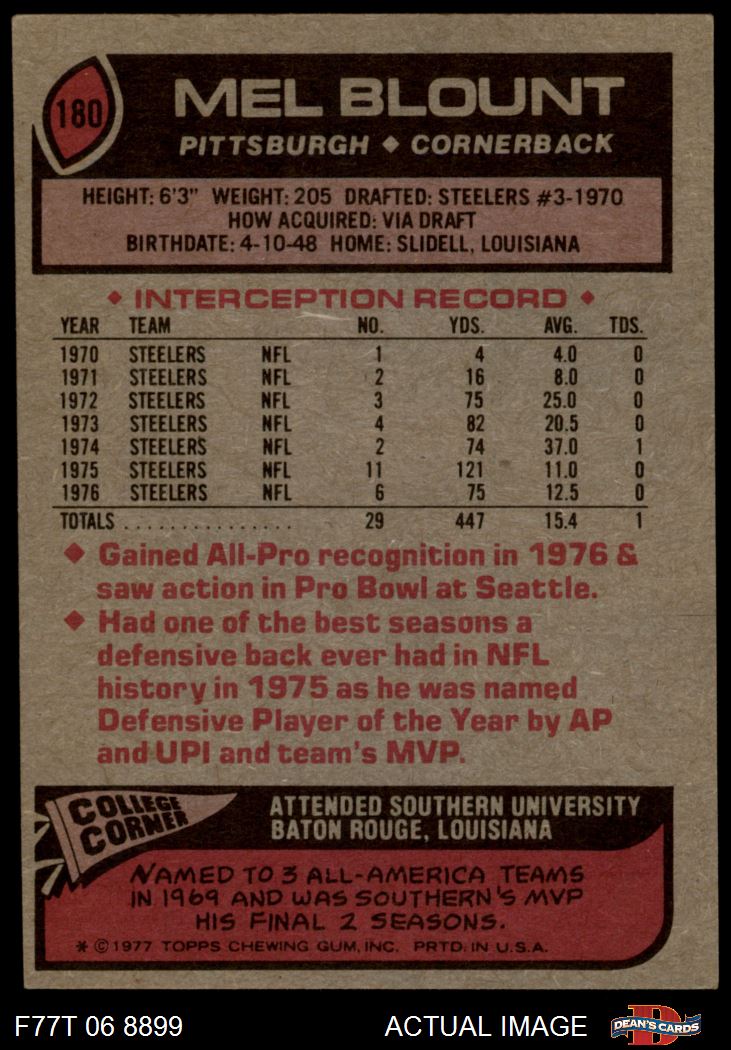 180
MEL BLOUNT
PITTSBURGH ◆ CORNERBACK
HEIGHT: 6'3" WEIGHT: 205 DRAFTED: STEELERS #3-1970
HOW ACQUIRED: VIA DRAFT
BIRTHDATE: 4-10-48 HOME: SLIDELL, LOUISIANA
◆ INTERCEPTION RECORD ◆
YEAR TEAM NO. YDS. AVG. TDS.
1970 STEELERS NFL 1 4 4.0 0
1971 STEELERS NFL 2 16 8.0 0
1972 STEELERS NFL 3 75 25.0 0
1973 STEELERS NFL 4 82 20.5 0
1974 STEELERS NFL 2 74 37.0 1
1975 STEELERS NFL 11 121 11.0 0
1976 STEELERS NFL 6 75 12.5 0
TOTALS . . . . . . . . . . . . . . . 29 447 15.4 1
◆ Gained All-Pro recognition in 1976 &
saw action in Pro Bowl at Seattle.
◆ Had one of the best seasons a
defensive back ever had in NFL
history in 1975 as he was named
Defensive Player of the Year by AP
and UPI and team's MVP.
COLLEGE
CORNER
ATTENDED SOUTHERN UNIVERSITY
BATON ROUGE, LOUISIANA
NAMED TO 3 ALL-AMERICA TEAMS
IN 1969 AND WAS SOUTHERN'S MVP
HIS FINAL 2 SEASONS.
* © 1977 TOPPS CHEWING GUM, INC. PRTD. IN U.S.A.
F77T 06 8899 ACTUAL IMAGE
D
DEAN'S CARDS